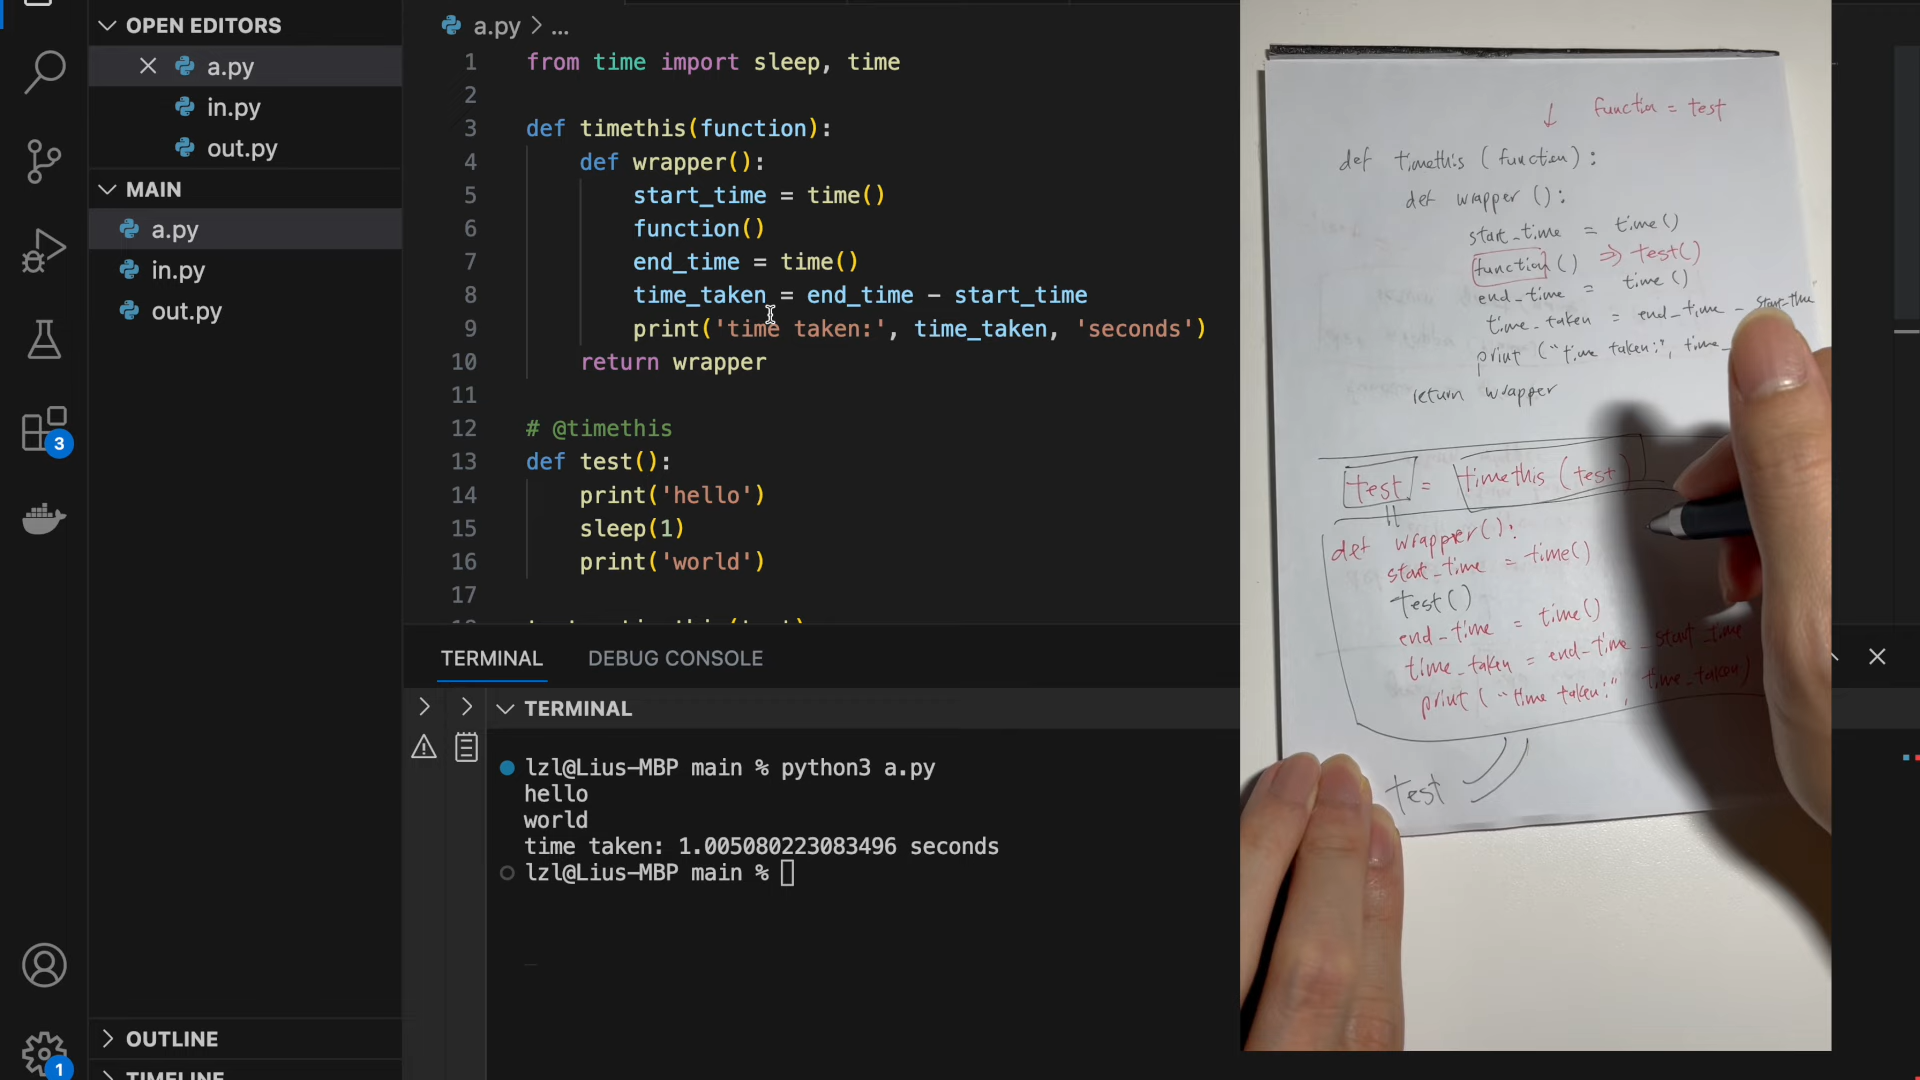 OPEN EDITORS
a.py
in.py
out.py
MAIN
a.py
in.py
out.py
OUTLINE
3
1
a.py > ...
1 from time import sleep, time
2
3 def timethis(function):
4 def wrapper():
5 start_time = time()
6 function()
7 end_time = time()
8 time_taken = end_time - start_time
9 print('time taken:', time_taken, 'seconds')
10 return wrapper
11
12 # @timethis
13 def test():
14 print('hello')
15 sleep(1)
16 print('world')
17
TERMINAL DEBUG CONSOLE
TERMINAL
lzl@Lius-MBP main % python3 a.py
hello
world
time taken: 1.005080223083496 seconds
lzl@Lius-MBP main %
↓ function = test
def timethis (function):
def wrapper ():
start_time = time()
function () ⇒ test()
end_time = time()
time_taken = end_time - start_time
print ("time taken:", time_
return wrapper
test = timethis (test)
def wrapper():
start_time = time()
test()
end_time = time()
time_taken = end_time - start_time
print ("time taken:", time_taken)
test